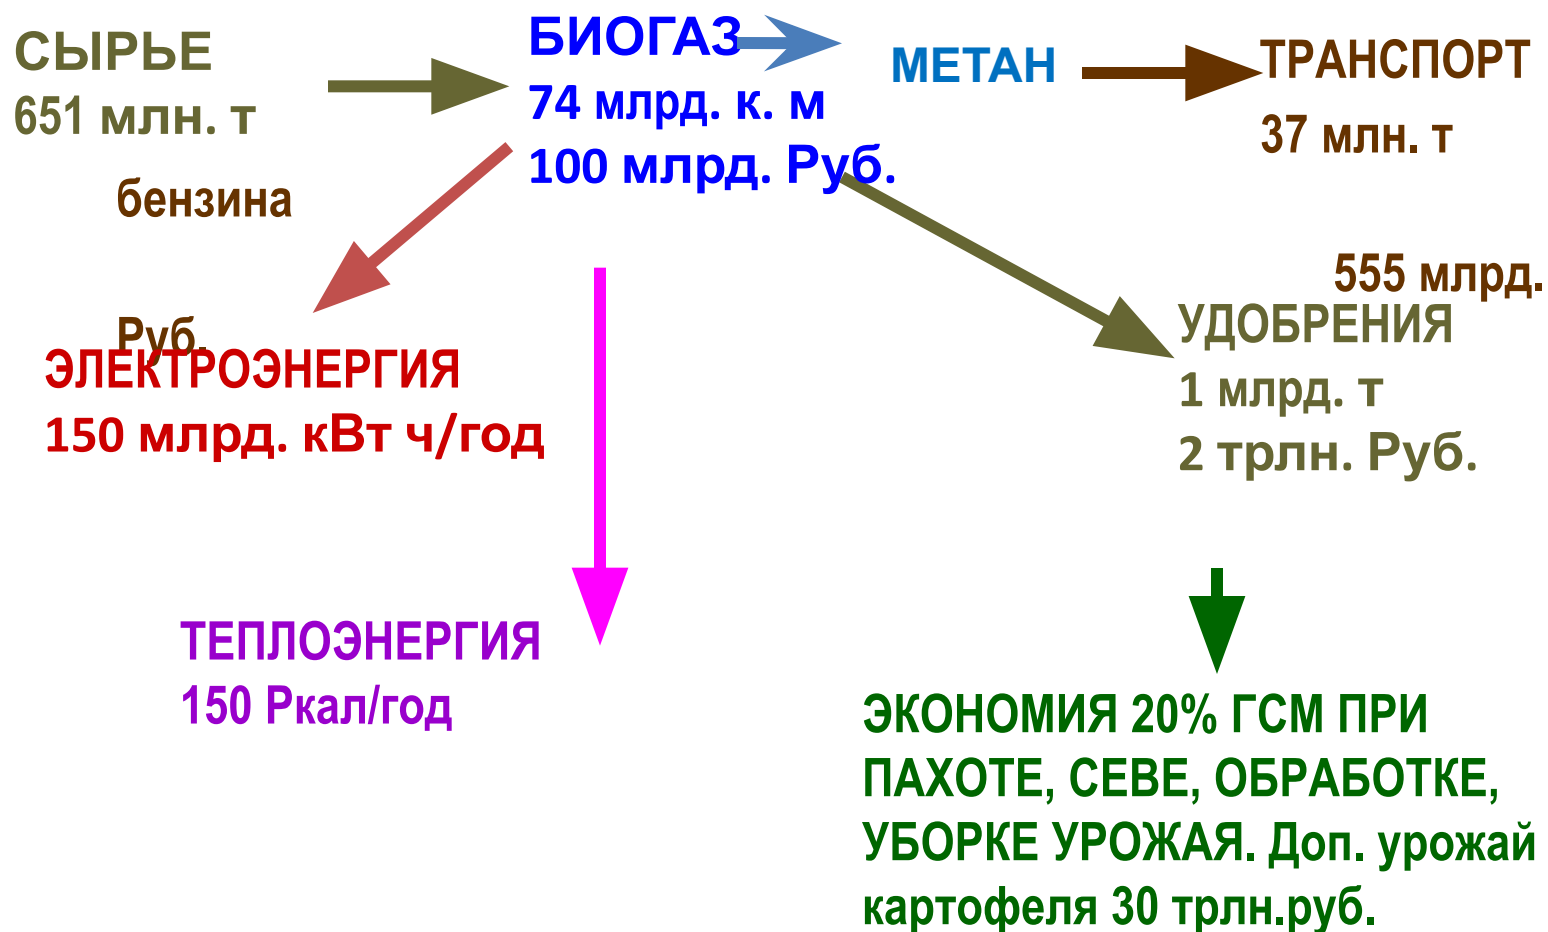 СЫРЬЕ
651 млн. т
БИОГАЗ
74 млрд. к. м
100 млрд. Руб.
МЕТАН
ТРАНСПОРТ
37 млн. т
бензина
555 млрд.
Руб.
ЭЛЕКТРОЭНЕРГИЯ
150 млрд. кВт ч/год
УДОБРЕНИЯ
1 млрд. т
2 трлн. Руб.
ТЕПЛОЭНЕРГИЯ
150 Ркал/год
ЭКОНОМИЯ 20% ГСМ ПРИ
ПАХОТЕ, СЕВЕ, ОБРАБОТКЕ,
УБОРКЕ УРОЖАЯ. Доп. урожай
картофеля 30 трлн.руб.